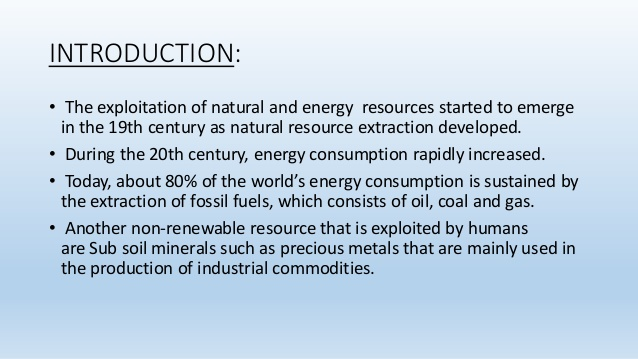 INTRODUCTION:
• The exploitation of natural and energy resources started to emerge
in the 19th century as natural resource extraction developed.
• During the 20th century, energy consumption rapidly increased.
• Today, about 80% of the world’s energy consumption is sustained by
the extraction of fossil fuels, which consists of oil, coal and gas.
• Another non-renewable resource that is exploited by humans
are Sub soil minerals such as precious metals that are mainly used in
the production of industrial commodities.